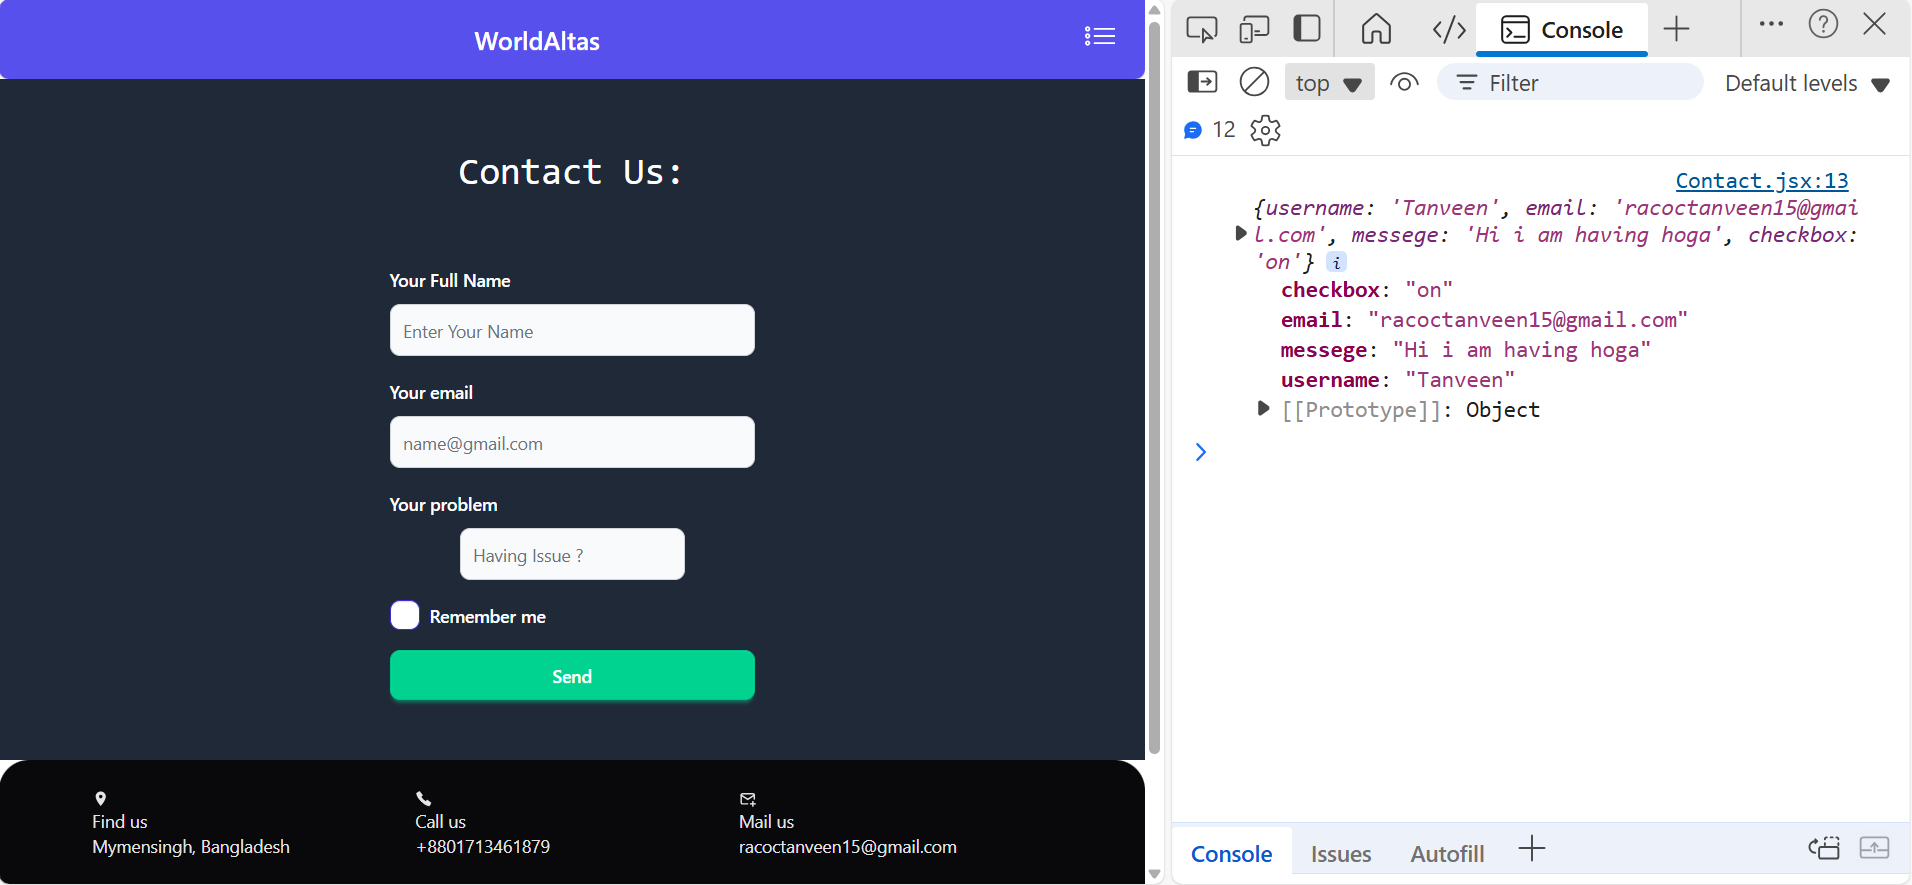 WorldAltas
Contact Us:
Your Full Name
Enter Your Name
Your email
name@gmail.com
Your problem
Having Issue ?
Remember me
Send
Find us
Mymensingh, Bangladesh
Call us
+8801713461879
Mail us
racoctanveen15@gmail.com
Console
top
Filter
Default levels
12
Contact.jsx:13
{username: 'Tanveen', email: 'racoctanveen15@gmai
l.com', messege: 'Hi i am having hoga', checkbox:
'on'} i
checkbox: "on"
email: "racoctanveen15@gmail.com"
messege: "Hi i am having hoga"
username: "Tanveen"
[[Prototype]]: Object
Console Issues Autofill